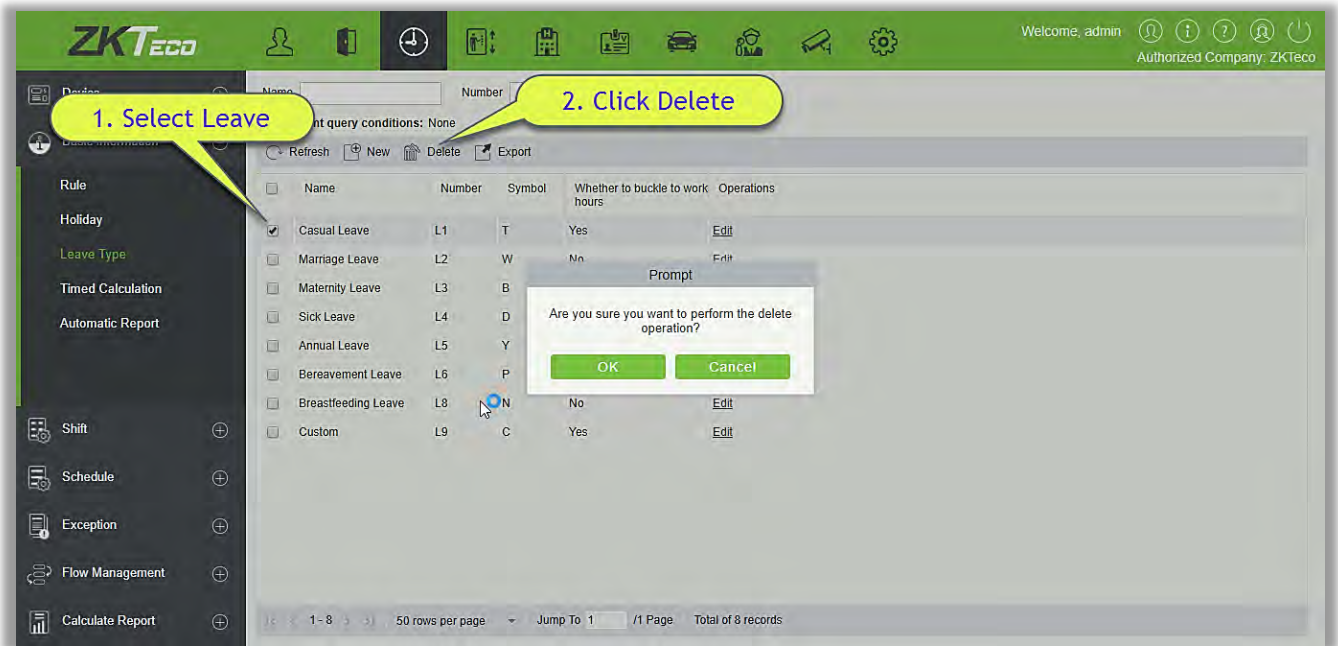 ZKTeco
Welcome, admin
Authorized Company: ZKTeco
1. Select Leave
2. Click Delete
Name
Number
query conditions: None
Refresh New Delete Export
Rule
Holiday
Leave Type
Timed Calculation
Automatic Report
Shift
Schedule
Exception
Flow Management
Calculate Report
Name Number Symbol Whether to buckle to work Operations
hours
Casual Leave L1 T Yes Edit
Marriage Leave L2 W No Edit
Maternity Leave L3 B
Sick Leave L4 D
Annual Leave L5 Y
Bereavement Leave L6 P
Breastfeeding Leave L8 N No Edit
Custom L9 C Yes Edit
Prompt
Are you sure you want to perform the delete
operation?
OK Cancel
1 - 8 50 rows per page Jump To 1 /1 Page Total of 8 records